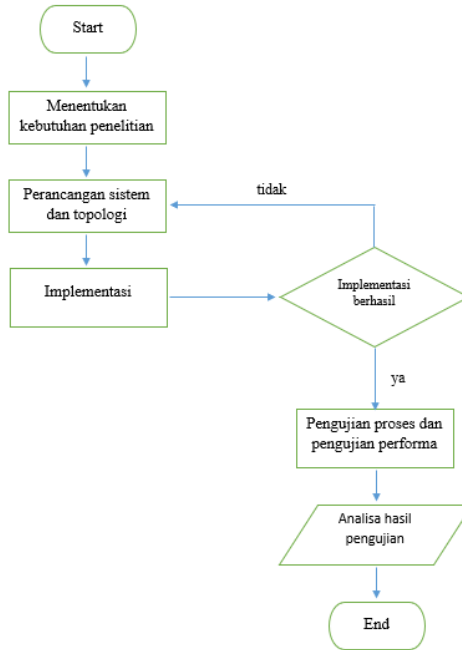 Start
Menentukan
kebutuhan penelitian
Perancangan sistem
dan topologi
tidak
Implementasi
Implementasi
berhasil
ya
Pengujian proses dan
pengujian performa
Analisa hasil
pengujian
End